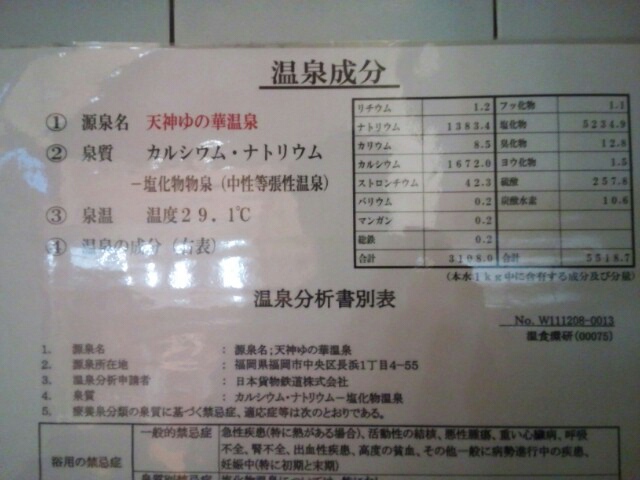 温泉成分
① 源泉名 天神ゆの華温泉
② 泉質 カルシウム・ナトリウム
－塩化物物泉（中性等張性温泉）
③ 泉温 温度２９.１℃
④ 温泉の成分（右表）
リチウム 1.2 フッ化物 1.1
ナトリウム 1383.4 塩化物 5234.9
カリウム 8.5 臭化物 12.8
カルシウム 1672.0 ヨウ化物 1.5
ストロンチウム 42.3 硫酸 257.8
バリウム 0.2 炭酸水素 10.6
マンガン 0.2
総鉄 0.2
合計 3108.0 合計 5518.7
（本水１ｋｇ中に含有する成分及び分量）
温泉分析書別表
No. W111208-0013
温食燗研(00075)
1. 源泉名 ：源泉名;天神ゆの華温泉
2. 源泉所在地 ：福岡県福岡市中央区長浜1丁目4-55
3. 温泉分析申請者 ：日本貨物鉄道株式会社
4. 泉質 ：カルシウム・ナトリウムー塩化物温泉
5. 療養泉分類の泉質に基づく禁忌症、適応症等は次のとおりである。
浴用の禁忌症 一般的禁忌症 急性疾患(特に熱がある場合)、活動性の結核、悪性腫瘍、重い心臓病、呼吸
不全、腎不全、出血性疾患、高度の貧血、その他一般に病勢進行中の疾患、
妊娠中(特に初期と末期)